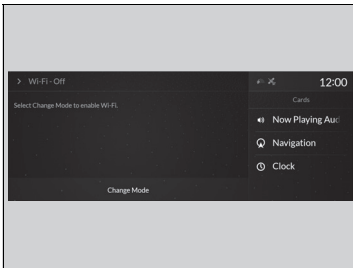 Wi-Fi - Off
12:00
Select Change Mode to enable Wi-Fi.
Cards
Now Playing Aud
Navigation
Clock
Change Mode